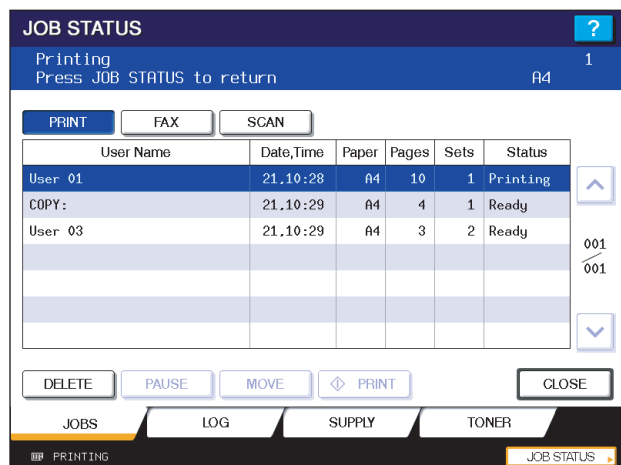 JOB STATUS ?
Printing 1
Press JOB STATUS to return A4
PRINT FAX SCAN
User Name Date,Time Paper Pages Sets Status
User 01 21,10:28 A4 10 1 Printing
COPY: 21,10:29 A4 4 1 Ready
User 03 21,10:29 A4 3 2 Ready
001
001
DELETE PAUSE MOVE PRINT CLOSE
JOBS LOG SUPPLY TONER
PRINTING JOB STATUS